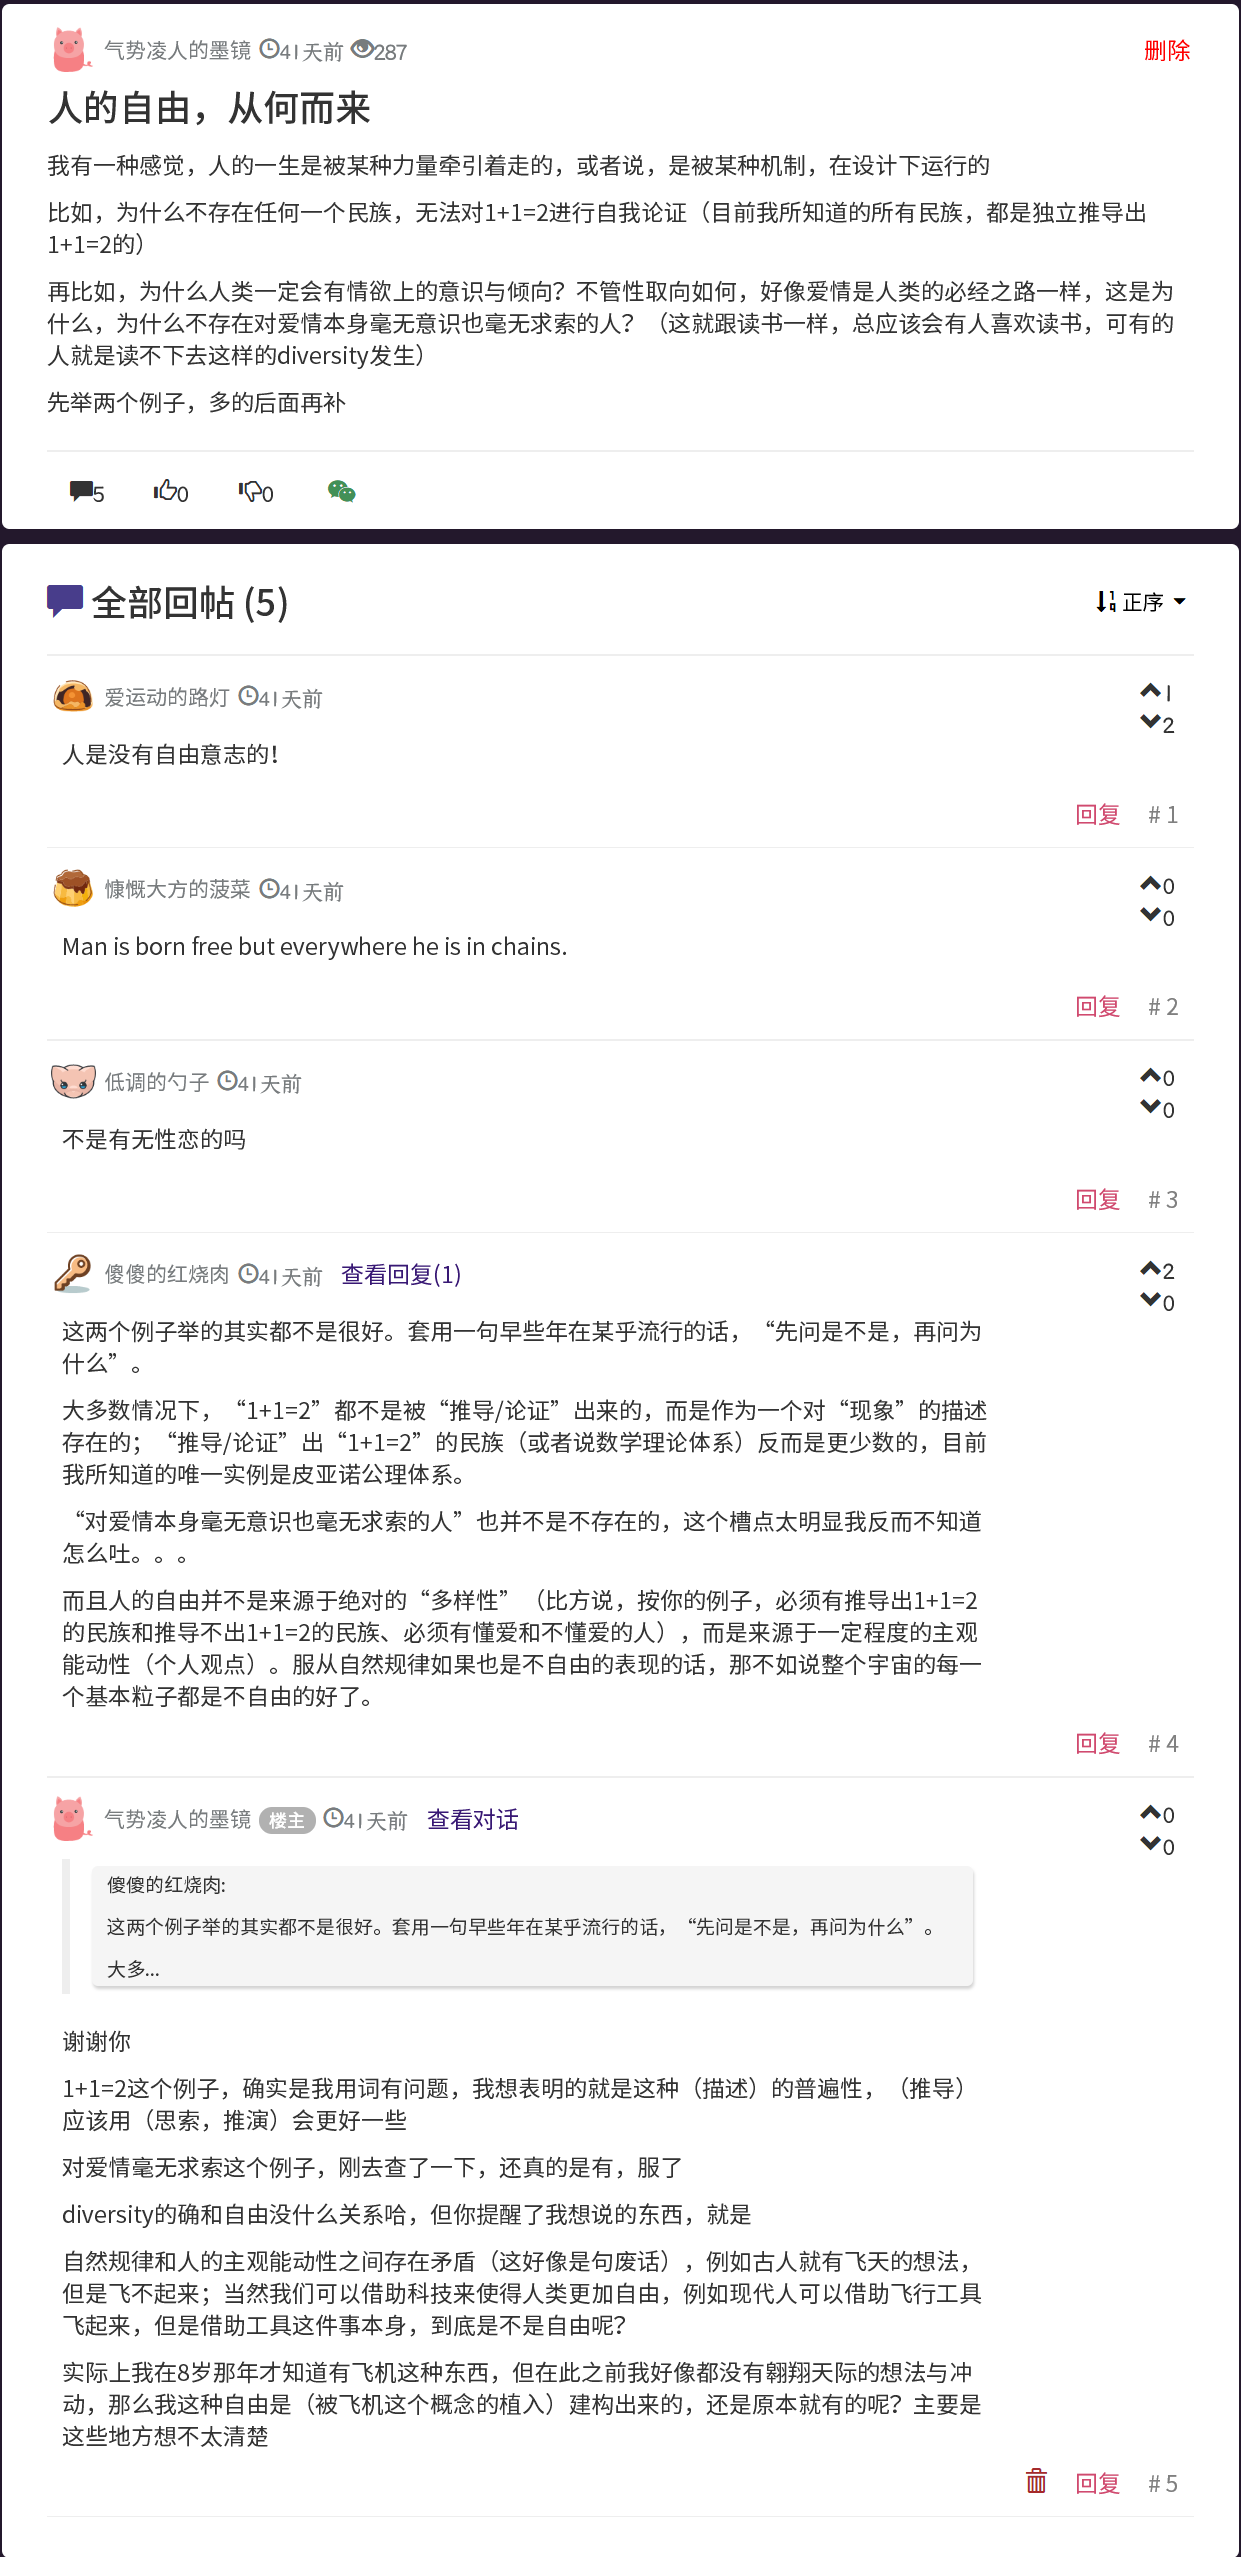 气势凌人的墨镜 41天前 287 删除
人的自由，从何而来
我有一种感觉，人的一生是被某种力量牵引着走的，或者说，是被某种机制，在设计下运行的
比如，为什么不存在任何一个民族，无法对1+1=2进行自我论证（目前我所知道的所有民族，都是独立推导出
1+1=2的）
再比如，为什么人类一定会有情欲上的意识与倾向？不管性取向如何，好像爱情是人类的必经之路一样，这是为
什么，为什么不存在对爱情本身毫无意识也毫无求索的人？（这就跟读书一样，总应该会有人喜欢读书，可有的
人就是读不下去这样的diversity发生）
先举两个例子，多的后面再补
5 0 0
全部回帖 (5) 正序
爱运动的路灯 41天前 1
2
人是没有自由意志的！
回复 # 1
慷慨大方的菠菜 41天前 0
0
Man is born free but everywhere he is in chains.
回复 # 2
低调的勺子 41天前 0
0
不是有无性恋的吗
回复 # 3
傻傻的红烧肉 41天前 查看回复(1) 2
0
这两个例子举的其实都不是很好。套用一句早些年在某乎流行的话，“先问是不是，再问为
什么”。
大多数情况下，“1+1=2”都不是被“推导/论证”出来的，而是作为一个对“现象”的描述
存在的；“推导/论证”出“1+1=2”的民族（或者说数学理论体系）反而是更少数的，目前
我所知道的唯一实例是皮亚诺公理体系。
“对爱情本身毫无意识也毫无求索的人”也并不是不存在的，这个槽点太明显我反而不知道
怎么吐。。。
而且人的自由并不是来源于绝对的“多样性”（比方说，按你的例子，必须有推导出1+1=2
的民族和推导不出1+1=2的民族、必须有懂爱和不懂爱的人），而是来源于一定程度的主观
能动性（个人观点）。服从自然规律如果也是不自由的表现的话，那不如说整个宇宙的每一
个基本粒子都是不自由的好了。
回复 # 4
气势凌人的墨镜 楼主 41天前 查看对话 0
0
傻傻的红烧肉:
这两个例子举的其实都不是很好。套用一句早些年在某乎流行的话，“先问是不是，再问为什么”。
大多...
谢谢你
1+1=2这个例子，确实是我用词有问题，我想表明的就是这种（描述）的普遍性，（推导）
应该用（思索，推演）会更好一些
对爱情毫无求索这个例子，刚去查了一下，还真的是有，服了
diversity的确和自由没什么关系哈，但你提醒了我想说的东西，就是
自然规律和人的主观能动性之间存在矛盾（这好像是句废话），例如古人就有飞天的想法，
但是飞不起来；当然我们可以借助科技来使得人类更加自由，例如现代人可以借助飞行工具
飞起来，但是借助工具这件事本身，到底是不是自由呢？
实际上我在8岁那年才知道有飞机这种东西，但在此之前我好像都没有翱翔天际的想法与冲
动，那么我这种自由是（被飞机这个概念的植入）建构出来的，还是原本就有的呢？主要是
这些地方想不太清楚
回复 # 5